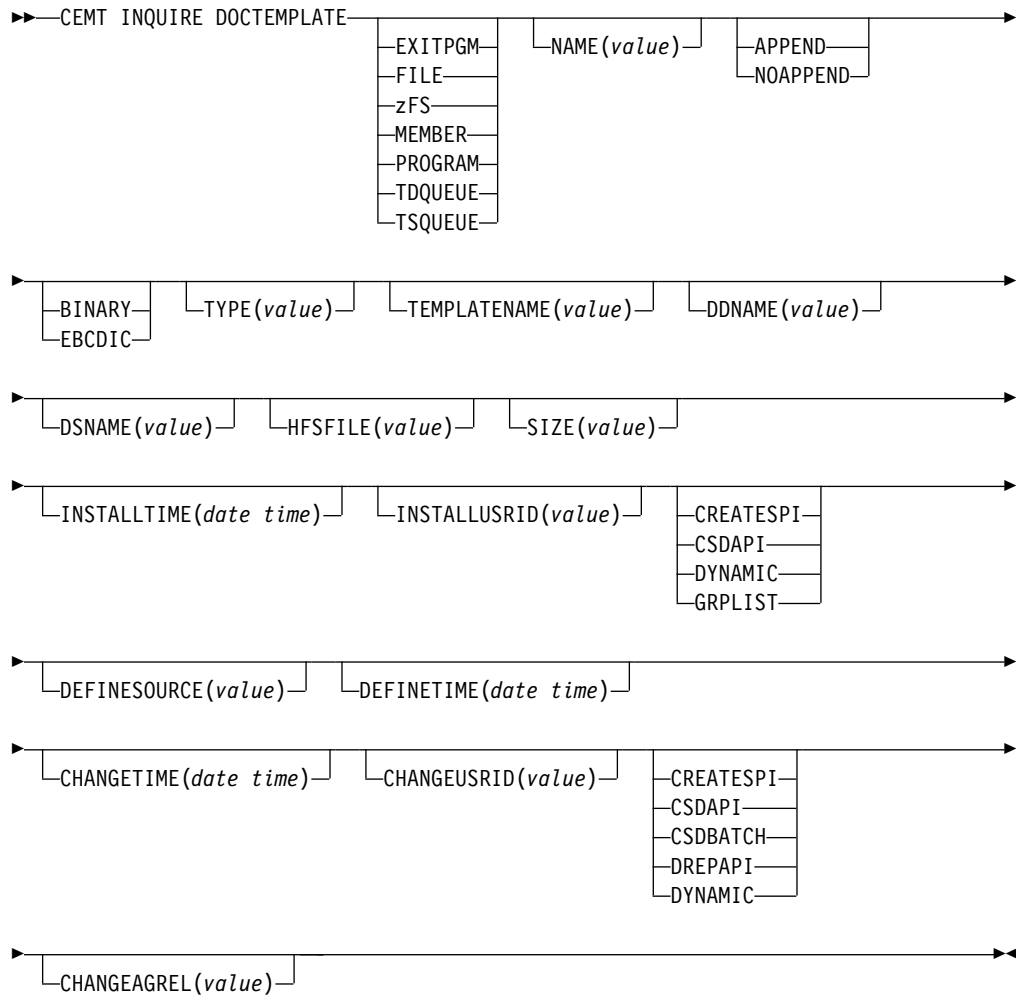 CEMT INQUIRE DOCTEMPLATE
EXITPGM
FILE
zFS
MEMBER
PROGRAM
TDQUEUE
TSQUEUE
NAME(value)
APPEND
NOAPPEND
BINARY
EBCDIC
TYPE(value)
TEMPLATENAME(value)
DDNAME(value)
DSNAME(value)
HFSFILE(value)
SIZE(value)
INSTALLTIME(date time)
INSTALLUSRID(value)
CREATESPI
CSDAPI
DYNAMIC
GRPLIST
DEFINESOURCE(value)
DEFINETIME(date time)
CHANGETIME(date time)
CHANGEUSRID(value)
CREATESPI
CSDAPI
CSDBATCH
DREPAPI
DYNAMIC
CHANGEAGREL(value)